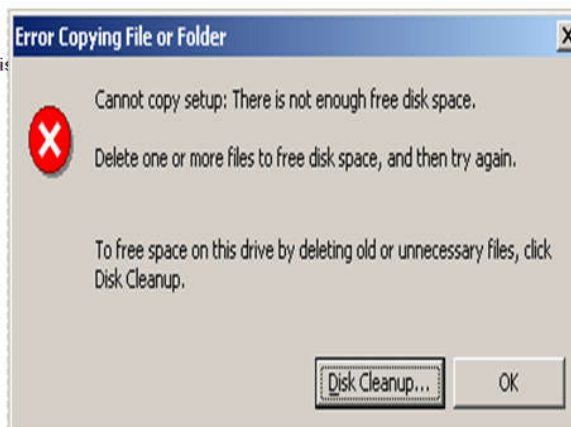 Error Copying File or Folder
Cannot copy setup: There is not enough free disk space.
Delete one or more files to free disk space, and then try again.
To free space on this drive by deleting old or unnecessary files, click
Disk Cleanup.
Disk Cleanup...
OK